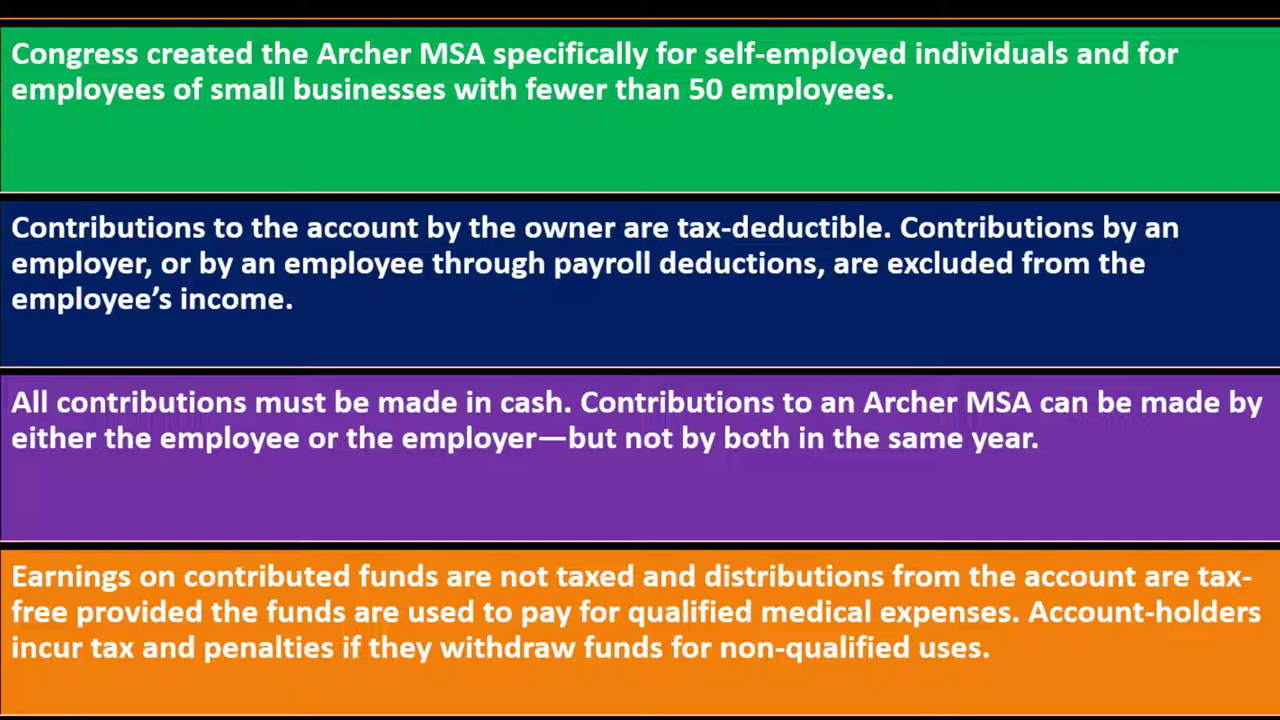 Congress created the Archer MSA specifically for self-employed individuals and for
employees of small businesses with fewer than 50 employees.
Contributions to the account by the owner are tax-deductible. Contributions by an
employer, or by an employee through payroll deductions, are excluded from the
employee’s income.
All contributions must be made in cash. Contributions to an Archer MSA can be made by
either the employee or the employer—but not by both in the same year.
Earnings on contributed funds are not taxed and distributions from the account are tax-
free provided the funds are used to pay for qualified medical expenses. Account-holders
incur tax and penalties if they withdraw funds for non-qualified uses.